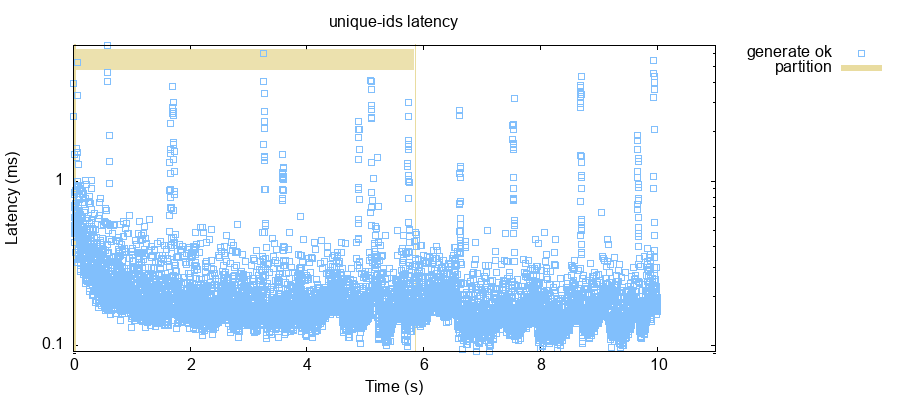 unique-ids latency
generate ok
partition
Latency (ms)
1
0.1
0 2 4 6 8 10
Time (s)